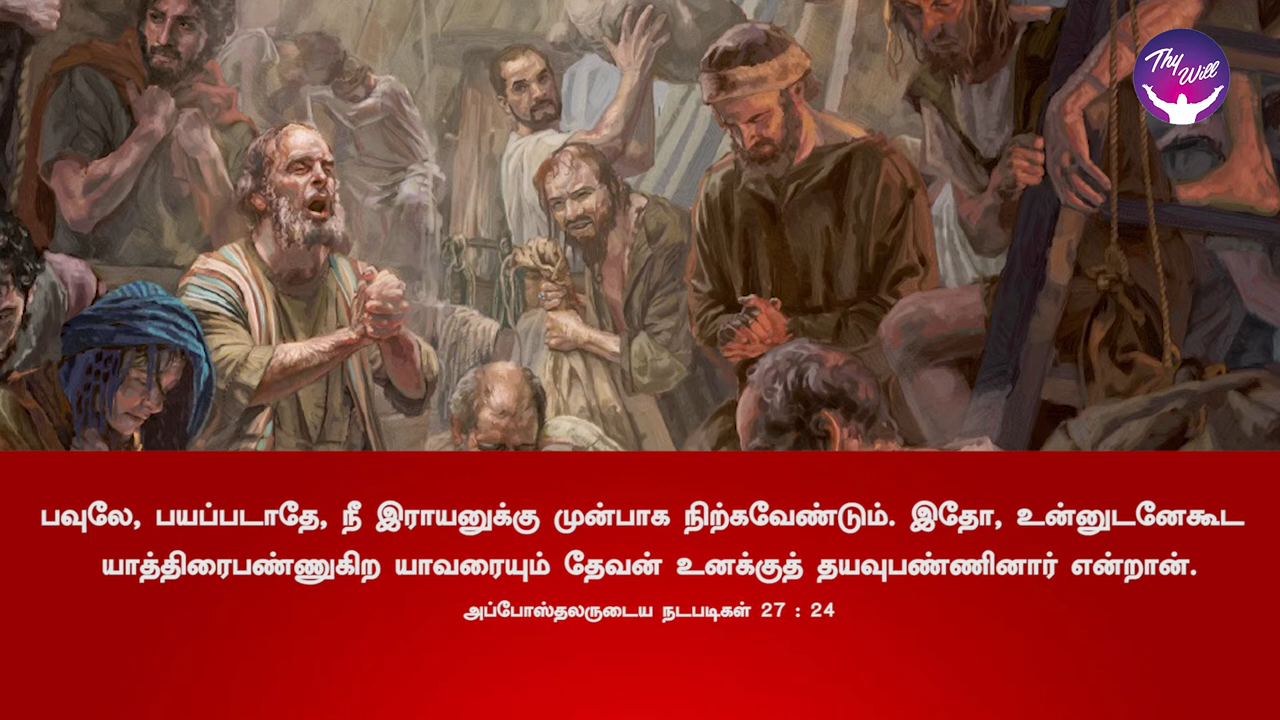 Thy Will
பவுலே, பயப்படாதே, நீ இராயனுக்கு முன்பாக நிற்கவேண்டும். இதோ, உன்னுடனேகூட
யாத்திரைபண்ணுகிற யாவரையும் தேவன் உனக்குத் தயவுபண்ணினார் என்றான்.
அப்போஸ்தலருடைய நடபடிகள் 27 : 24